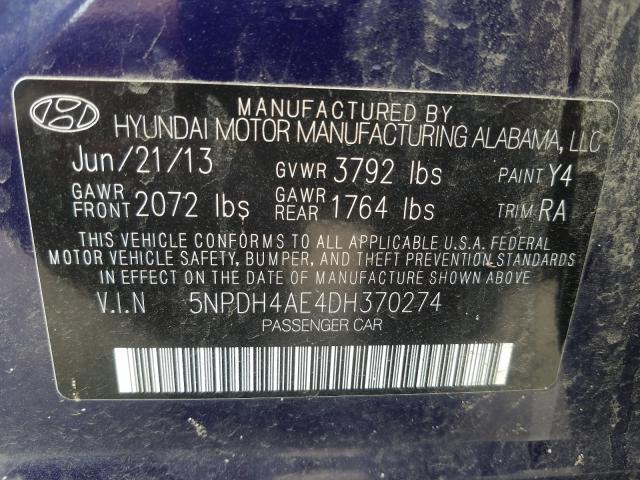 MANUFACTURED BY
HYUNDAI MOTOR MANUFACTURING ALABAMA, LLC
Jun/21/13 GVWR 3792 lbs PAINT Y4
GAWR FRONT 2072 lbs GAWR REAR 1764 lbs TRIM RA
THIS VEHICLE CONFORMS TO ALL APPLICABLE U.S.A. FEDERAL
MOTOR VEHICLE SAFETY, BUMPER, AND THEFT PREVENTION STANDARDS
IN EFFECT ON THE DATE OF MANUFACTURE SHOWN ABOVE.
V.I.N 5NPDH4AE4DH370274
PASSENGER CAR